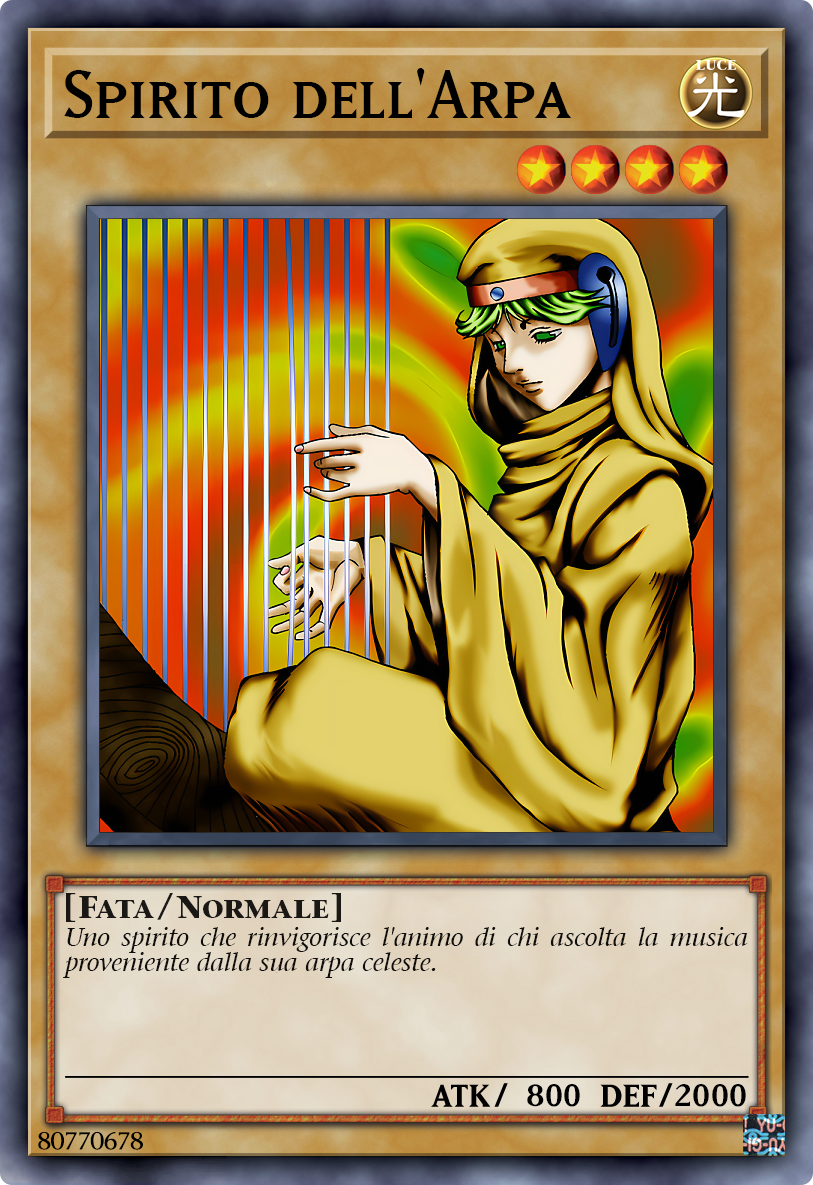 Spirito dell'Arpa
LUCE
光
[Fata/Normale]
Uno spirito che rinvigorisce l'animo di chi ascolta la musica
proveniente dalla sua arpa celeste.
ATK/ 800 DEF/2000
80770678